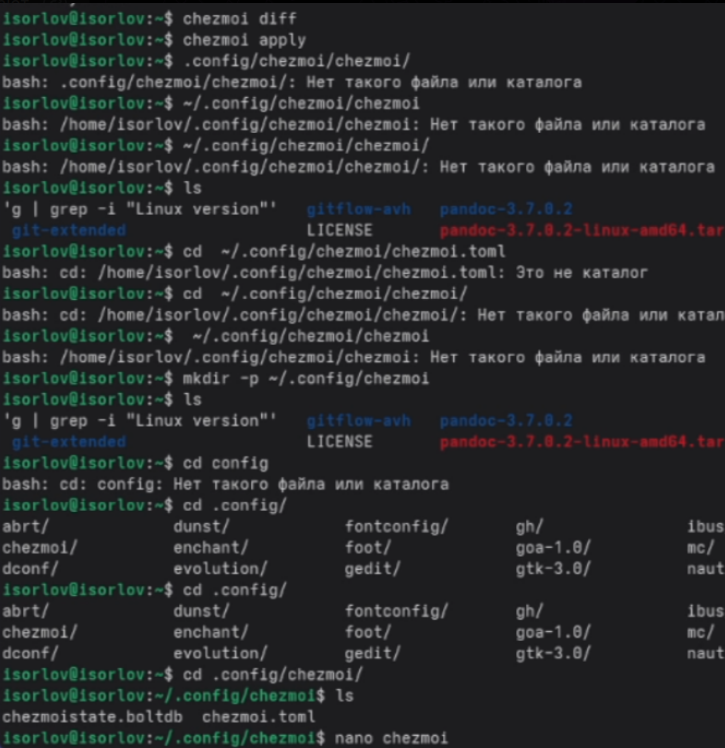 isorlov@isorlov:~$ chezmoi diff
isorlov@isorlov:~$ chezmoi apply
isorlov@isorlov:~$ .config/chezmoi/chezmoi/
bash: .config/chezmoi/chezmoi/: Нет такого файла или каталога
isorlov@isorlov:~$ ~/.config/chezmoi/chezmoi
bash: /home/isorlov/.config/chezmoi/chezmoi: Нет такого файла или каталога
isorlov@isorlov:~$ ~/.config/chezmoi/chezmoi/
bash: /home/isorlov/.config/chezmoi/chezmoi/: Нет такого файла или каталога
isorlov@isorlov:~$ ls
'g | grep -i "Linux version"' gitflow-avh pandoc-3.7.0.2
git-extended LICENSE pandoc-3.7.0.2-linux-amd64.tar
isorlov@isorlov:~$ cd  ~/.config/chezmoi/chezmoi.toml
bash: cd: /home/isorlov/.config/chezmoi/chezmoi.toml: Это не каталог
isorlov@isorlov:~$ cd  ~/.config/chezmoi/chezmoi/
bash: cd: /home/isorlov/.config/chezmoi/chezmoi/: Нет такого файла или катал
isorlov@isorlov:~$  ~/.config/chezmoi/chezmoi
bash: /home/isorlov/.config/chezmoi/chezmoi: Нет такого файла или каталога
isorlov@isorlov:~$ mkdir -p ~/.config/chezmoi
isorlov@isorlov:~$ ls
'g | grep -i "Linux version"' gitflow-avh pandoc-3.7.0.2
git-extended LICENSE pandoc-3.7.0.2-linux-amd64.tar
isorlov@isorlov:~$ cd config
bash: cd: config: Нет такого файла или каталога
isorlov@isorlov:~$ cd .config/
abrt/ dunst/ fontconfig/ gh/ ibus
chezmoi/ enchant/ foot/ goa-1.0/ mc/
dconf/ evolution/ gedit/ gtk-3.0/ naut
isorlov@isorlov:~$ cd .config/
abrt/ dunst/ fontconfig/ gh/ ibus
chezmoi/ enchant/ foot/ goa-1.0/ mc/
dconf/ evolution/ gedit/ gtk-3.0/ naut
isorlov@isorlov:~$ cd .config/chezmoi/
isorlov@isorlov:~/.config/chezmoi$ ls
chezmoistate.boltdb  chezmoi.toml
isorlov@isorlov:~/.config/chezmoi$ nano chezmoi